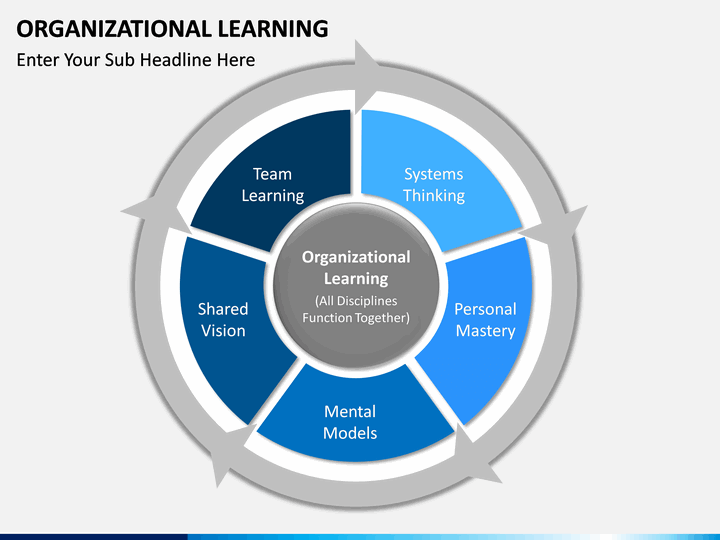 ORGANIZATIONAL LEARNING
Enter Your Sub Headline Here
Team
Learning
Systems
Thinking
Organizational
Learning
(All Disciplines
Function Together)
Shared
Vision
Personal
Mastery
Mental
Models